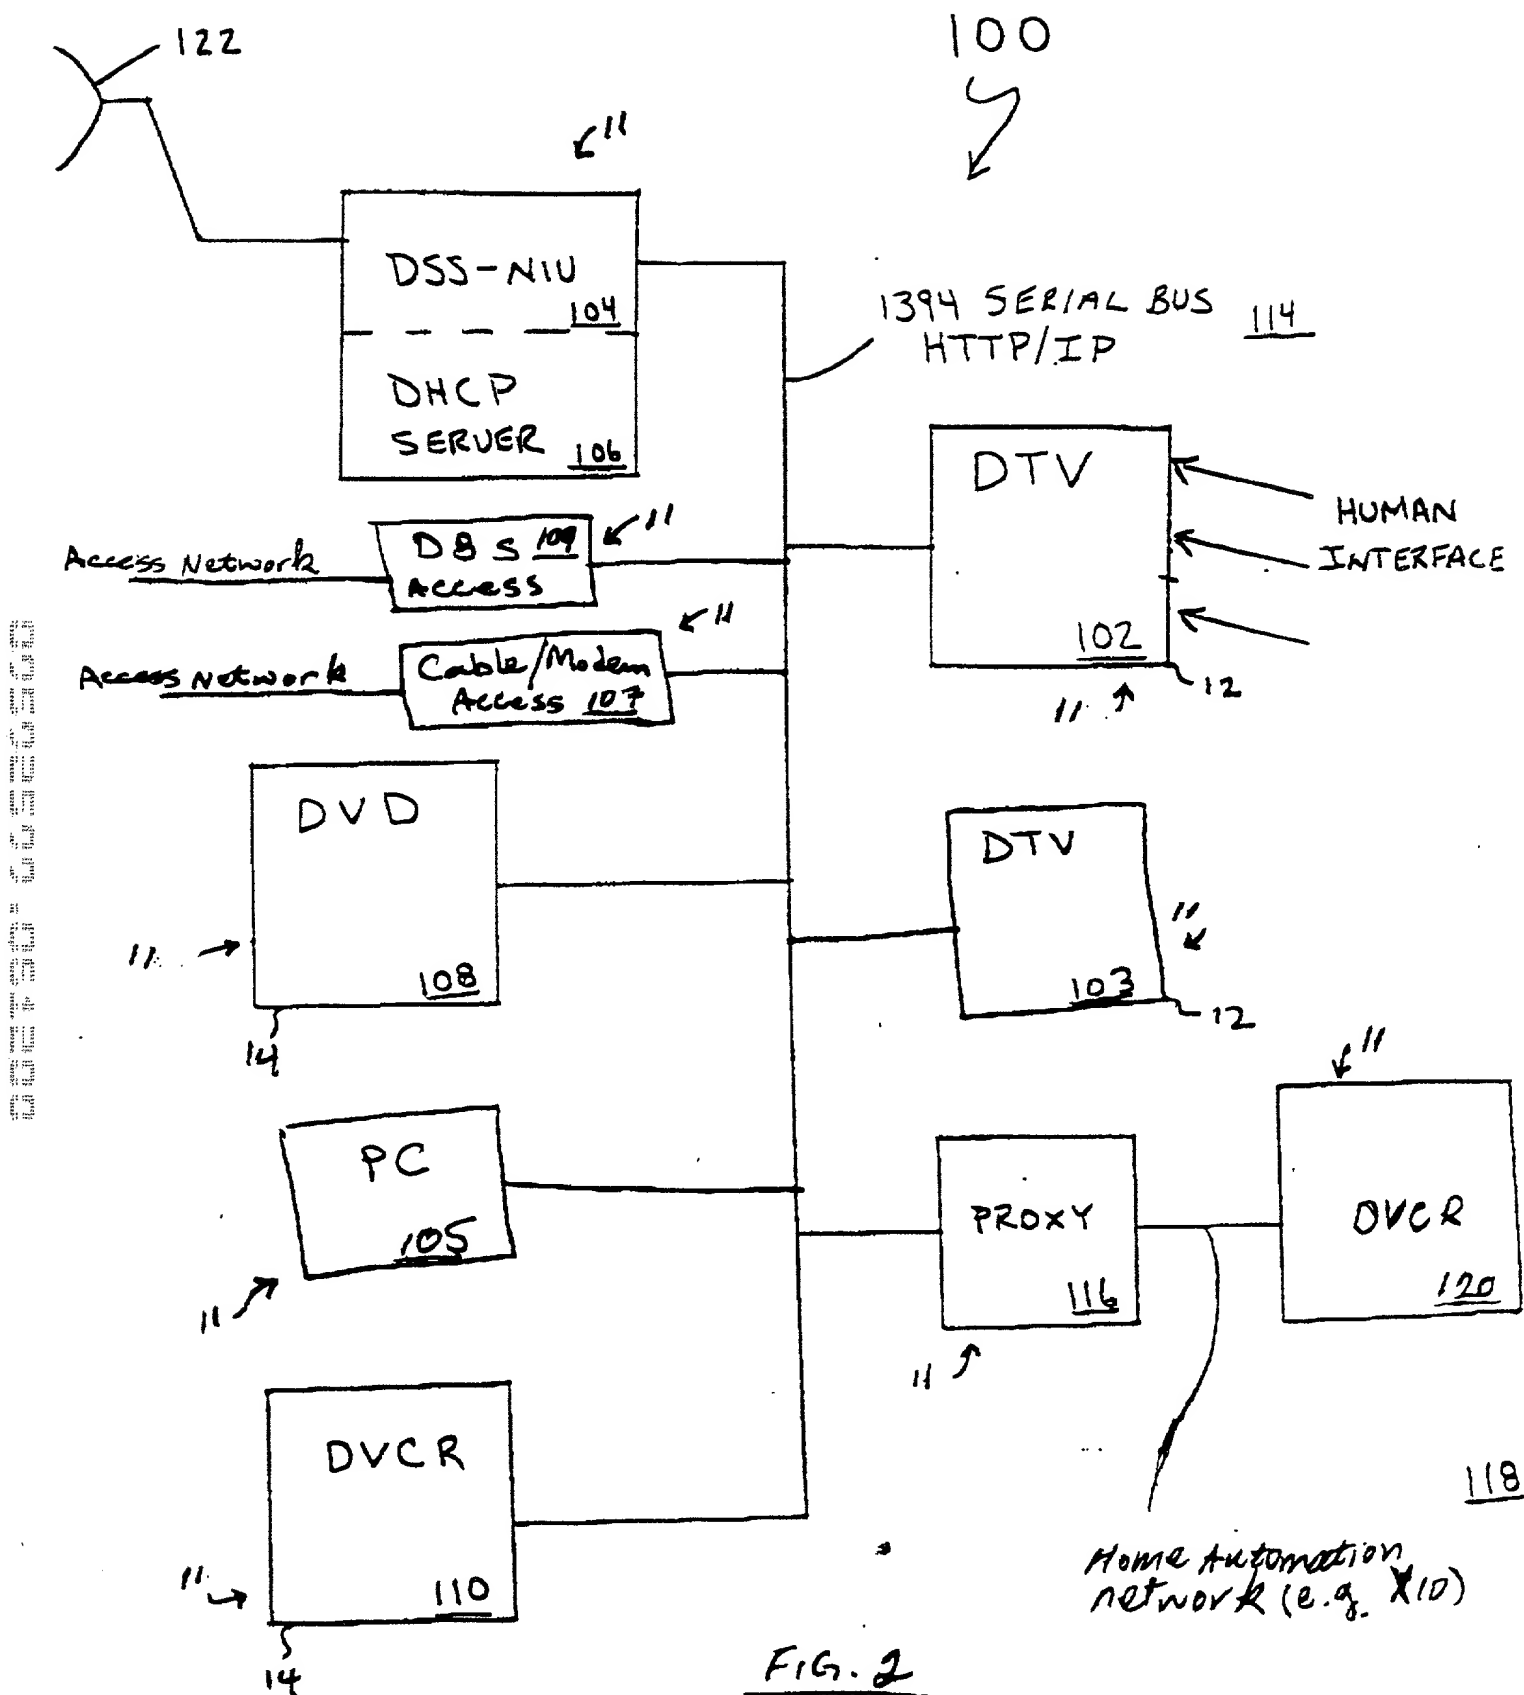 122
100
11
DSS-NIU
104
DHCP
SERVER
106
1394 SERIAL BUS
HTTP/IP
114
DTV
HUMAN
INTERFACE
102
12
11
Access Network
DBS 109
Access
11
Access Network
Cable/Modem
Access 107
11
DVD
108
11
14
DTV
103
11
12
PC
105
11
PROXY
116
11
DVCR
120
11
DVCR
110
11
14
118
Home Automation
network (e.g. X10)
FIG. 2